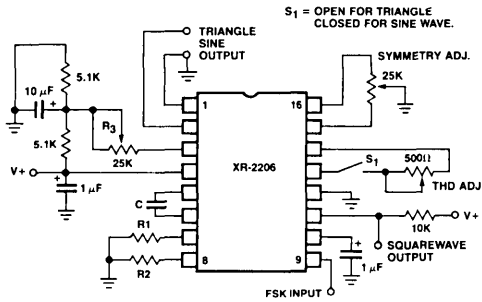 S1 = OPEN FOR TRIANGLE
CLOSED FOR SINE WAVE.
TRIANGLE
SINE
OUTPUT
SYMMETRY ADJ.
5.1K
10 μF
+
25K
1
16
R3
5.1K
25K
XR-2206
S1
500Ω
THD ADJ
V+
+
1 μF
C
V+
10K
R1
SQUAREWAVE
OUTPUT
+
1 μF
R2
8
9
FSK INPUT